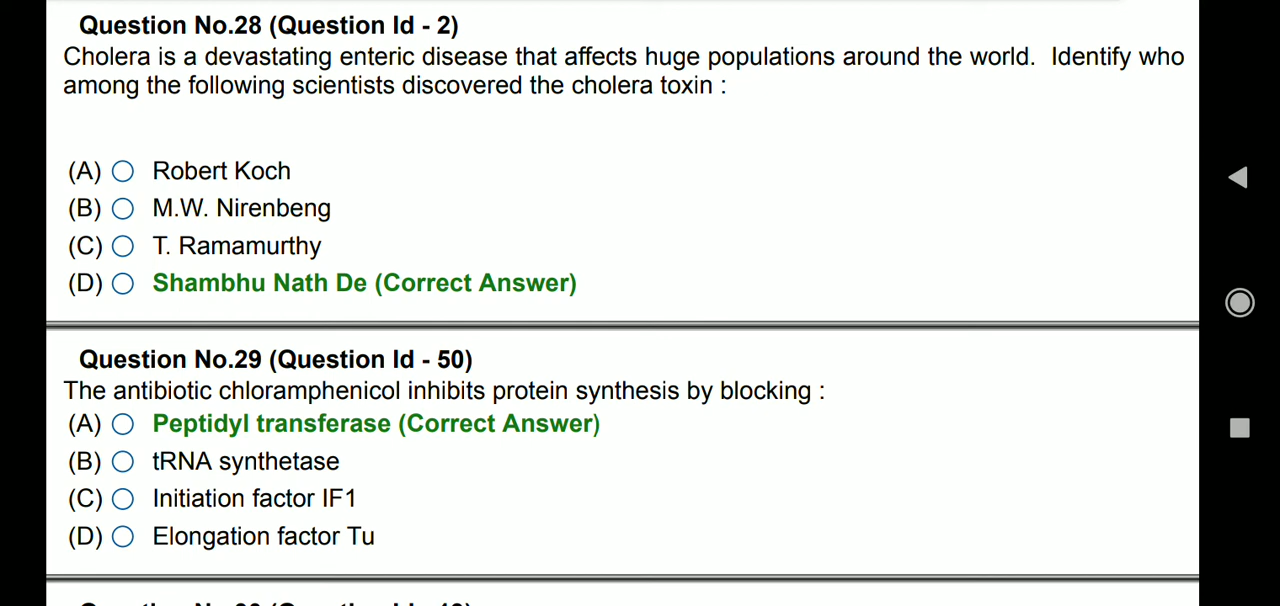 Question No.28 (Question Id - 2)
Cholera is a devastating enteric disease that affects huge populations around the world. Identify who
among the following scientists discovered the cholera toxin :
(A) Robert Koch
(B) M.W. Nirenbeng
(C) T. Ramamurthy
(D) Shambhu Nath De (Correct Answer)
Question No.29 (Question Id - 50)
The antibiotic chloramphenicol inhibits protein synthesis by blocking :
(A) Peptidyl transferase (Correct Answer)
(B) tRNA synthetase
(C) Initiation factor IF1
(D) Elongation factor Tu